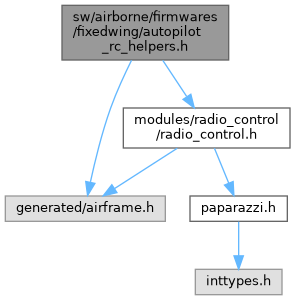 sw/airborne/firmwares
/fixedwing/autopilot
_rc_helpers.h
modules/radio_control
/radio_control.h
generated/airframe.h
paparazzi.h
inttypes.h